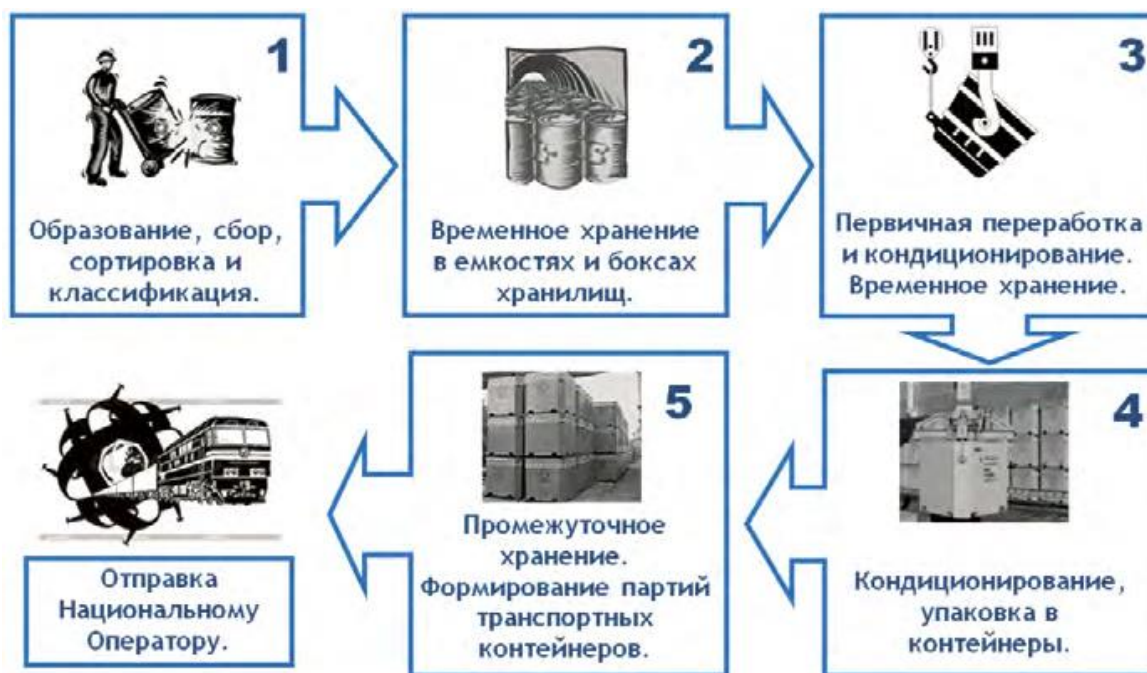 1
Образование, сбор,
сортировка и
классификация.
2
Временное хранение
в емкостях и боксах
хранилищ.
3
Первичная переработка
и кондиционирование.
Временное хранение.
4
Кондиционирование,
упаковка в
контейнеры.
5
Промежуточное
хранение.
Формирование партий
транспортных
контейнеров.
Отправка
Национальному
Оператору.